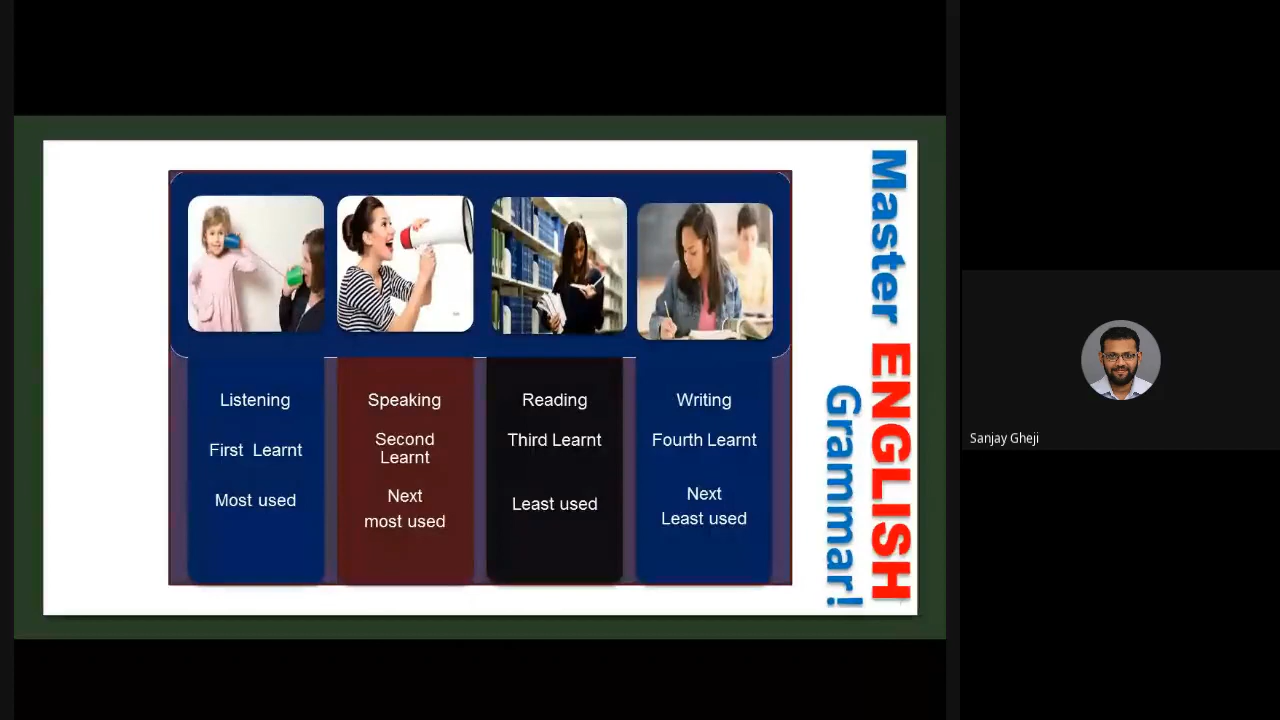 Listening
First Learnt
Most used
Speaking
Second
Learnt
Next
most used
Reading
Third Learnt
Least used
Writing
Fourth Learnt
Next
Least used
Master ENGLISH
Grammar!
Sanjay Gheji